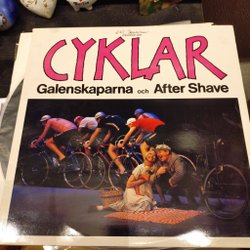 CYKLAR
Galenskaparna och After Shave